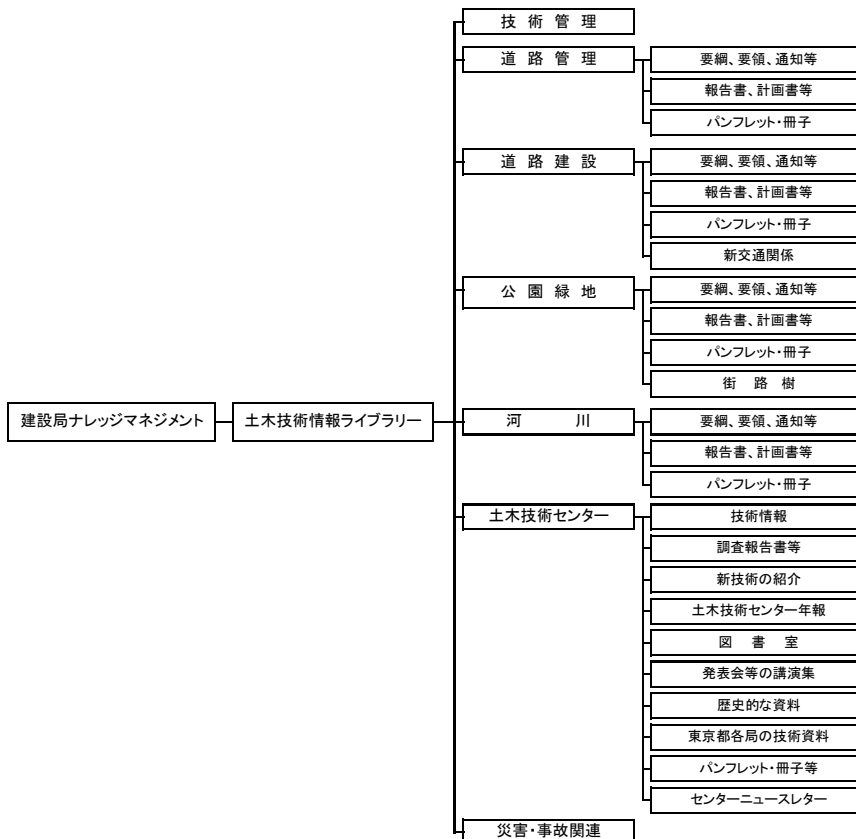 建設局ナレッジマネジメント
土木技術情報ライブラリー
技術管理
道路管理
要綱、要領、通知等
報告書、計画書等
パンフレット・冊子
道路建設
要綱、要領、通知等
報告書、計画書等
パンフレット・冊子
新交通関係
公園緑地
要綱、要領、通知等
報告書、計画書等
パンフレット・冊子
街路樹
河川
要綱、要領、通知等
報告書、計画書等
パンフレット・冊子
土木技術センター
技術情報
調査報告書等
新技術の紹介
土木技術センター年報
図書室
発表会等の講演集
歴史的な資料
東京都各局の技術資料
パンフレット・冊子等
センターニュースレター
災害・事故関連